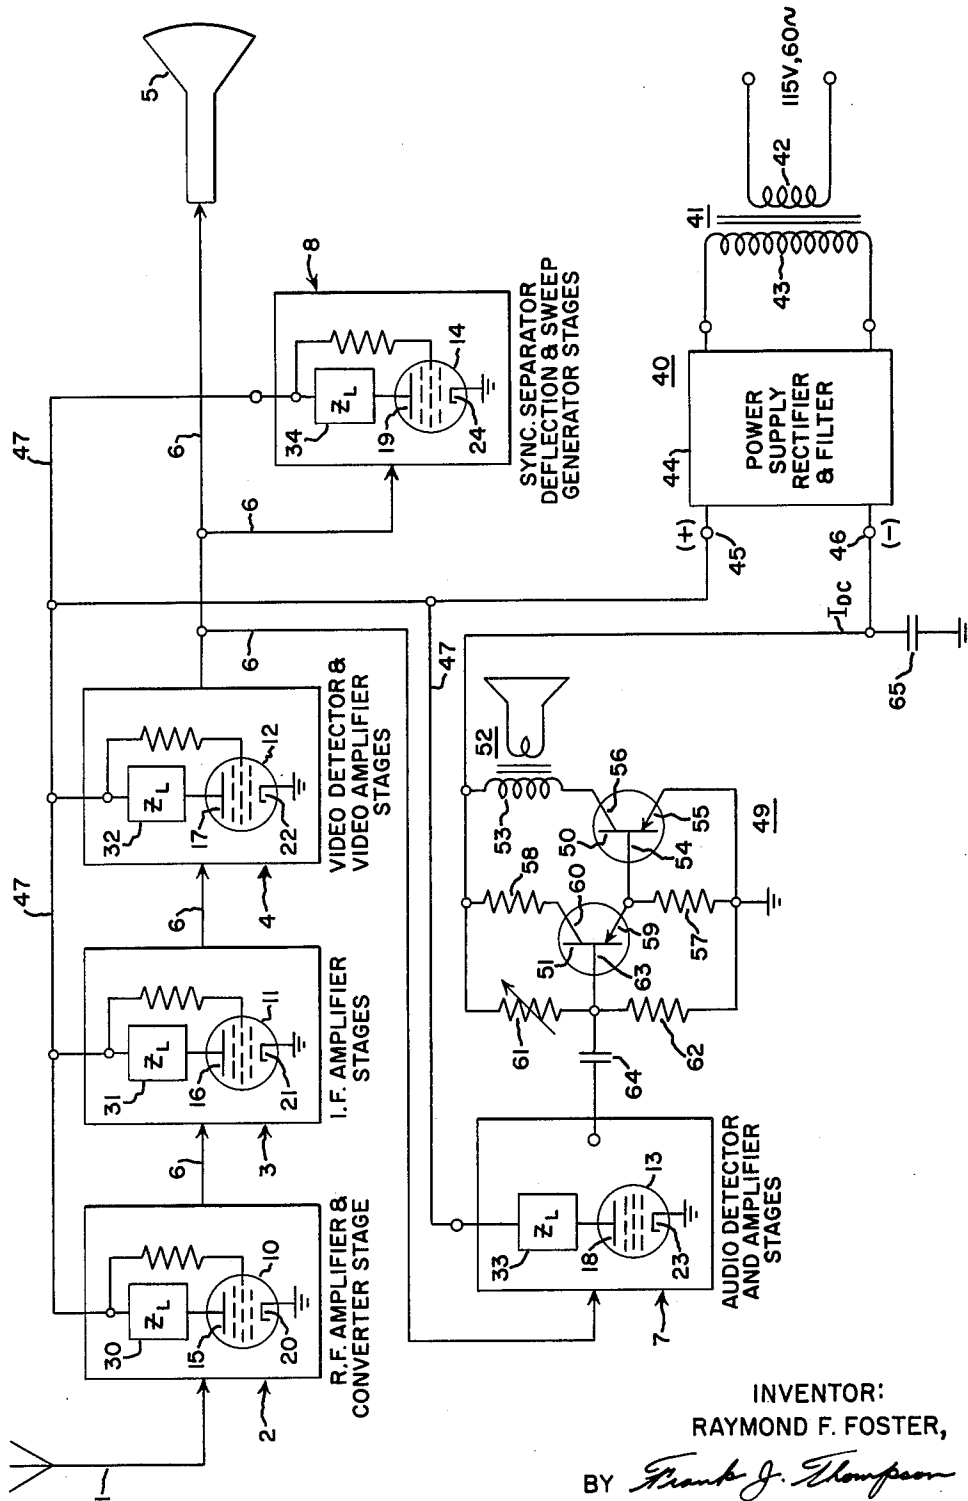 1
2
R.F. AMPLIFIER &
CONVERTER STAGE
30
ZL
15
10
20
6
3
I.F. AMPLIFIER
STAGES
31
ZL
16
11
21
47
6
4
VIDEO DETECTOR &
VIDEO AMPLIFIER
STAGES
32
ZL
17
12
22
6
47
6
6
5
8
SYNC. SEPARATOR
DEFLECTION & SWEEP
GENERATOR STAGES
34
ZL
19
14
24
7
AUDIO DETECTOR
AND AMPLIFIER
STAGES
33
ZL
18
13
23
47
64
61
62
63
51
59
60
58
57
54
50
55
56
53
52
49
65
IDC
46
(-)
45
(+)
44
40
POWER
SUPPLY
RECTIFIER
& FILTER
41
43
42
115V, 60~
INVENTOR:
RAYMOND F. FOSTER,
BY Frank J. Thompson